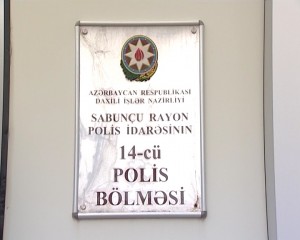 AZƏRBAYCAN RESPUBLİKASI
DAXİLİ İŞLƏR NAZİRLİYİ
SABUNÇU RAYON
POLİS İDARƏSİNİN
14-cü
POLİS
BÖLMƏSİ